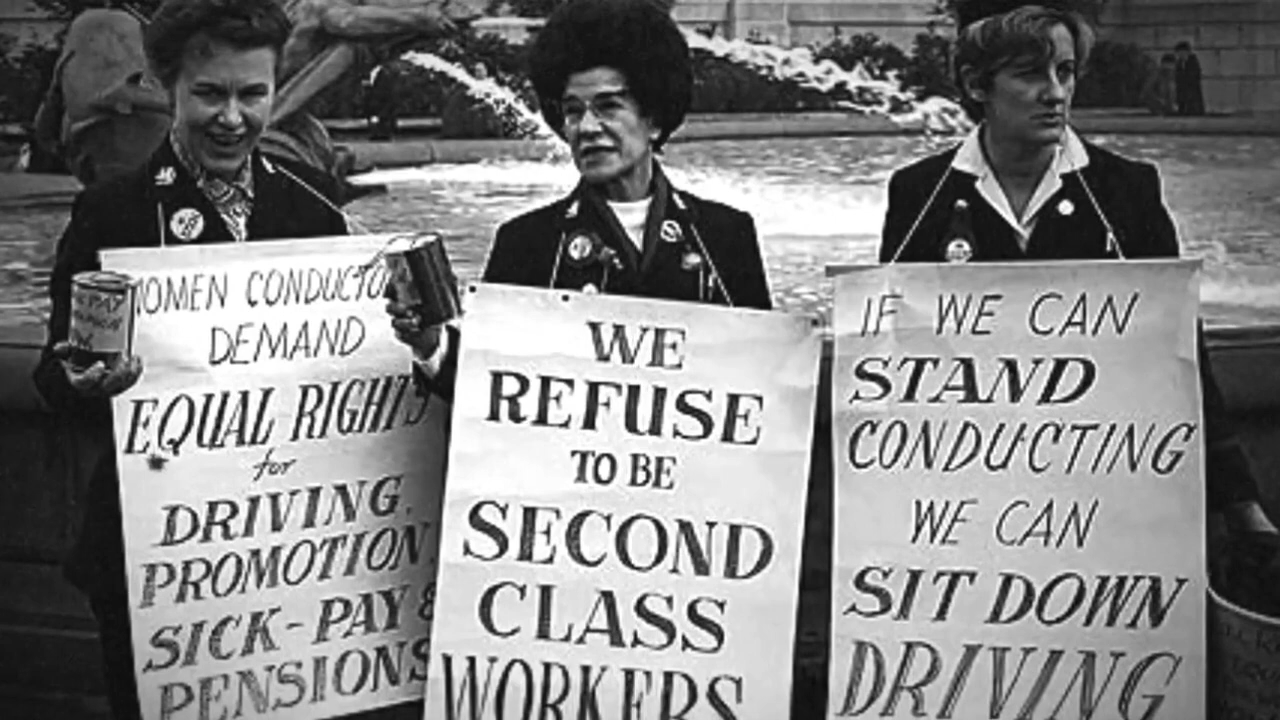 WOMEN CONDUCTO
DEMAND
EQUAL RIGHTS
for
DRIVING,
PROMOTION
SICK-PAY &
PENSIONS
WE
REFUSE
TO BE
SECOND
CLASS
WORKERS
IF WE CAN
STAND
CONDUCTING
WE CAN
SIT DOWN
DRIVING